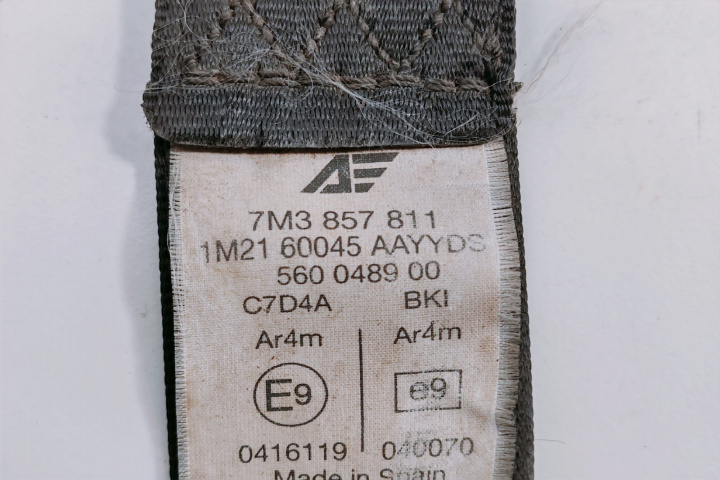 7M3 857 811
1M21 60045 AAYYDS
560 0489 00
C7D4A BKI
Ar4m Ar4m
E9 e9
0416119 040070
Made in Spain